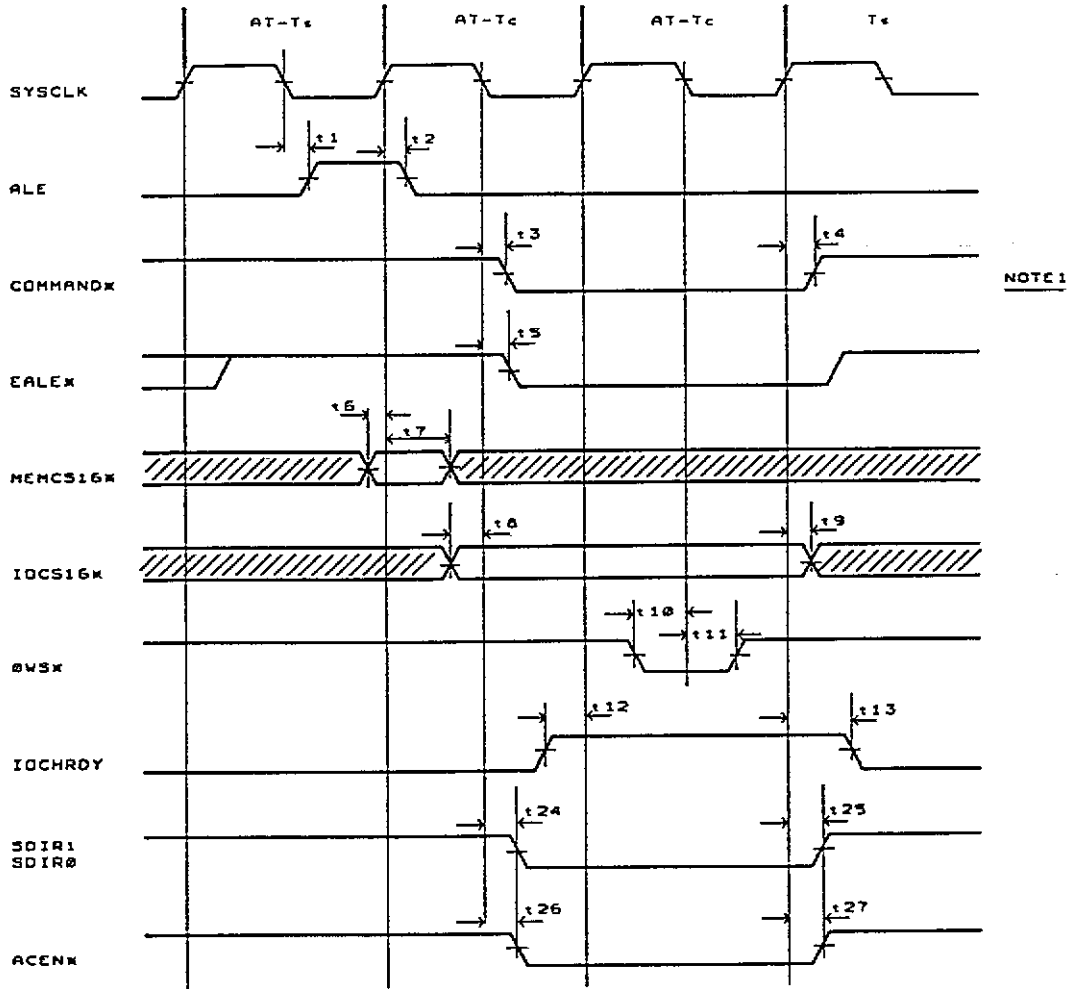 AT-Ts AT-Tc AT-Tc Ts
SYSCLK
t1 t2
ALE
t3 t4
COMMAND* NOTE1
t5
EALE*
t6 t7
MEMCS16*
t8 t9
IOCS16*
t10 t11
0WS*
t12 t13
IOCHRDY
t24 t25
SDIR1
SDIR0
t26 t27
ACEN*